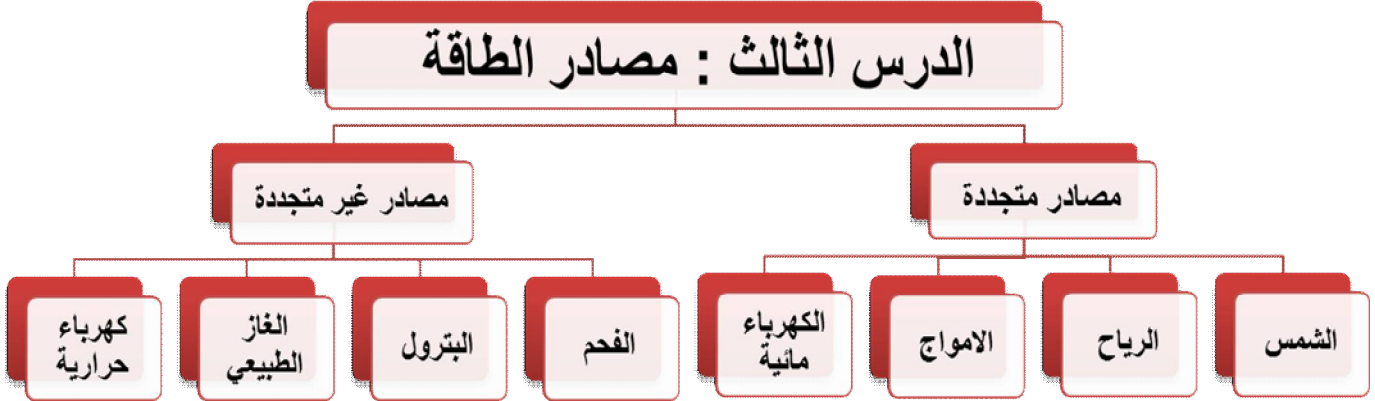 الدرس الثالث : مصادر الطاقة
مصادر متجددة
مصادر غير متجددة
الشمس
الرياح
الامواج
الكهرباء
مائية
الفحم
البترول
الغاز
الطبيعي
كهرباء
حرارية